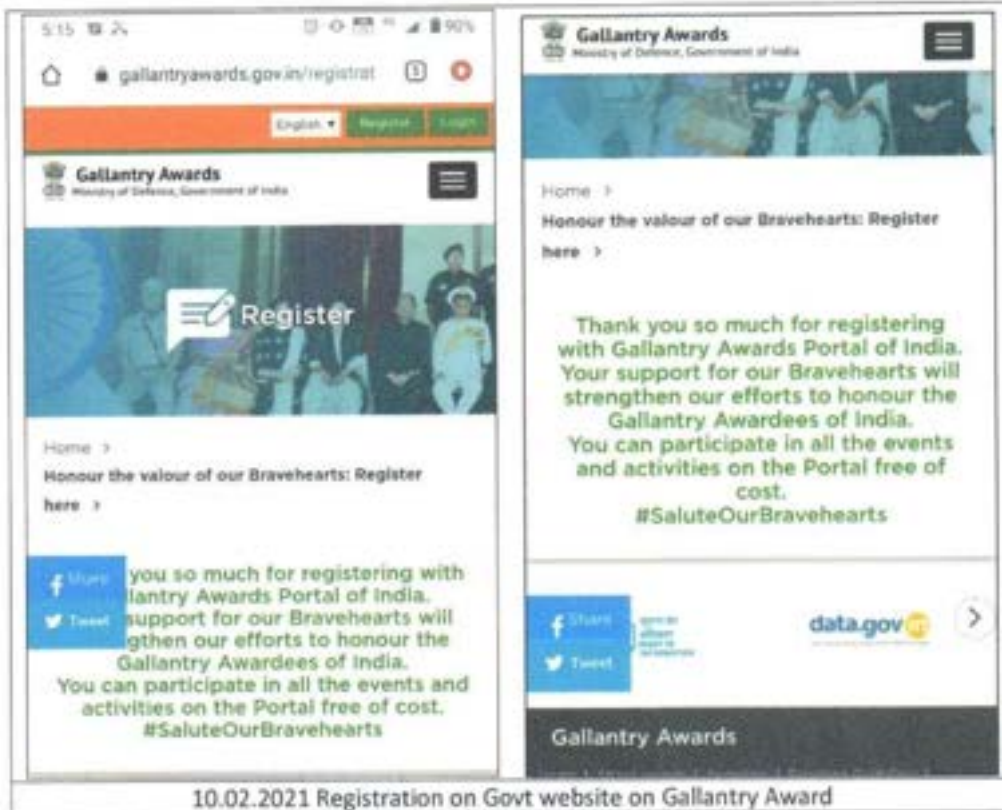 5:15
90%
gallantryawards.gov.in/registrat
English ▾ Register Login
Gallantry Awards
Ministry of Defence, Government of India
Register
Home >
Honour the valour of our Bravehearts: Register
here >
f Share
Tweet
you so much for registering with
lantry Awards Portal of India.
support for our Bravehearts will
gthen our efforts to honour the
Gallantry Awardees of India.
You can participate in all the events and
activities on the Portal free of cost.
#SaluteOurBravehearts
Gallantry Awards
Ministry of Defence, Government of India
Home >
Honour the valour of our Bravehearts: Register
here >
Thank you so much for registering
with Gallantry Awards Portal of India.
Your support for our Bravehearts will
strengthen our efforts to honour the
Gallantry Awardees of India.
You can participate in all the events
and activities on the Portal free of
cost.
#SaluteOurBravehearts
f Share
Tweet
data.gov
Gallantry Awards
10.02.2021 Registration on Govt website on Gallantry Award